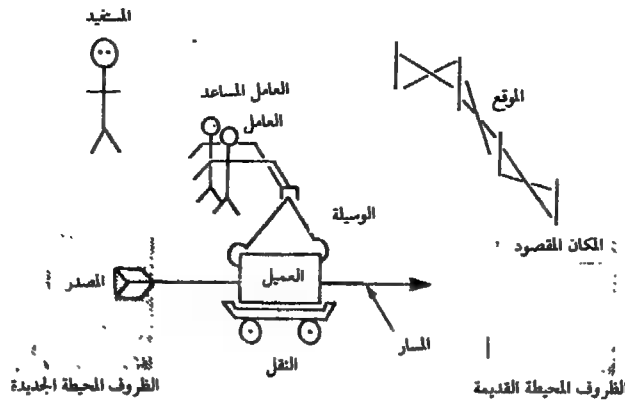 المستفيد
العامل المساعد
العامل
الموقع
الوسيلة
المكان المقصود
العميل
المصدر
المسار
النقل
الظروف المحيطة القديمة
الظروف المحيطة الجديدة